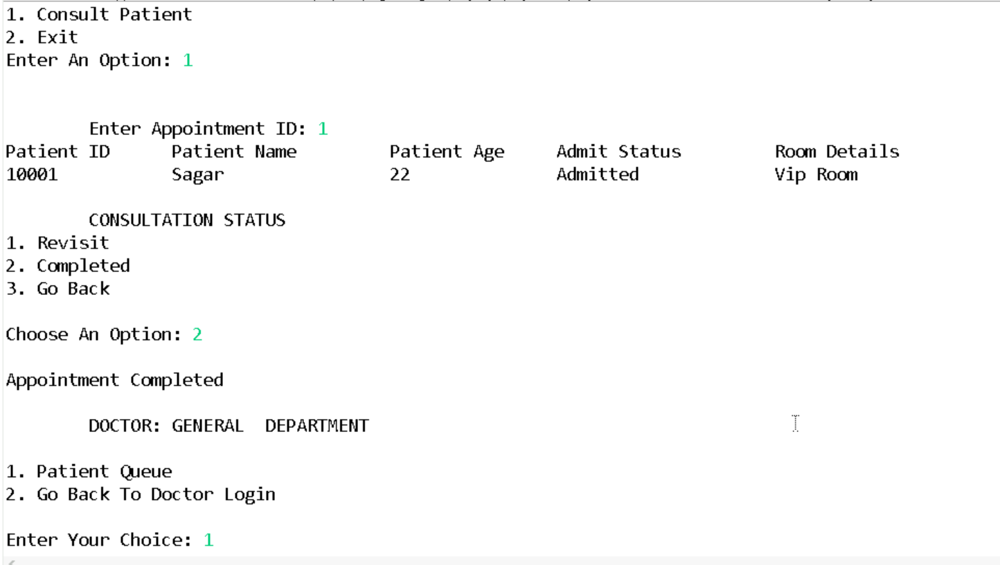 1. Consult Patient
2. Exit
Enter An Option: 1
Enter Appointment ID: 1
Patient ID Patient Name Patient Age Admit Status Room Details
10001 Sagar 22 Admitted Vip Room
CONSULTATION STATUS
1. Revisit
2. Completed
3. Go Back
Choose An Option: 2
Appointment Completed
DOCTOR: GENERAL DEPARTMENT
1. Patient Queue
2. Go Back To Doctor Login
Enter Your Choice: 1